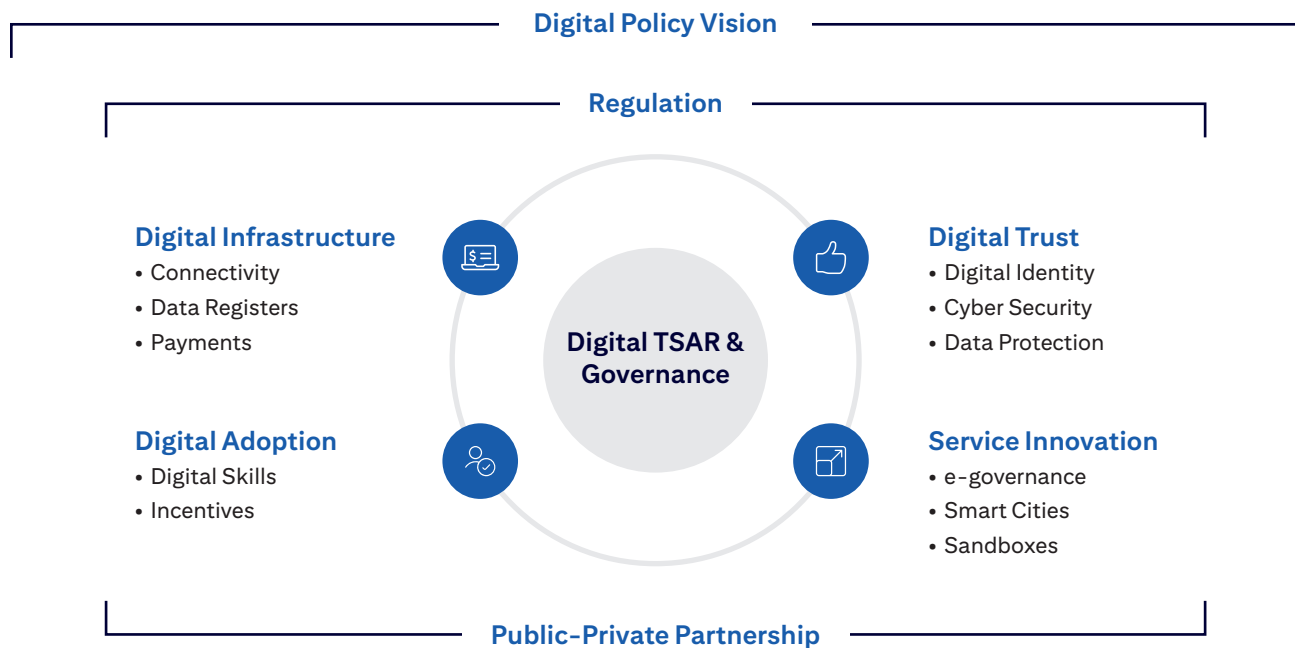 Digital Policy Vision
Regulation
Digital Infrastructure
• Connectivity
• Data Registers
• Payments
Digital Trust
• Digital Identity
• Cyber Security
• Data Protection
$
Digital TSAR &
Governance
Digital Adoption
• Digital Skills
• Incentives
Service Innovation
• e-governance
• Smart Cities
• Sandboxes
Public-Private Partnership